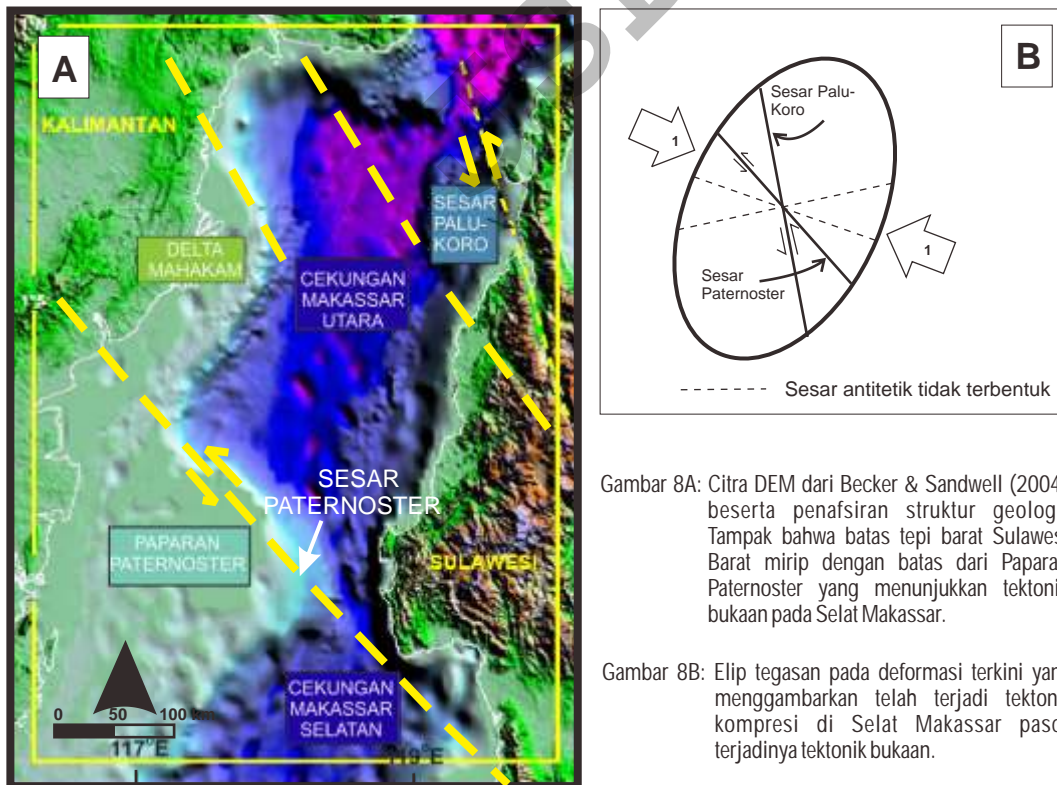 A
KALIMANTAN
DELTA
MAHAKAM
CEKUNGAN
MAKASSAR
UTARA
SESAR
PALU-
KORO
SESAR
PATERNOSTER
PAPARAN
PATERNOSTER
SULAWESI
CEKUNGAN
MAKASSAR
SELATAN
0 50 100 km
117°E
119°E
B
Sesar Palu-
Koro
1
1
Sesar
Paternoster
Sesar antitetik tidak terbentuk
Gambar 8A: Citra DEM dari Becker & Sandwell (2004
beserta penafsiran struktur geolog
Tampak bahwa batas tepi barat Sulawes
Barat mirip dengan batas dari Papara
Paternoster yang menunjukkan tektoni
bukaan pada Selat Makassar.
Gambar 8B: Elip tegasan pada deformasi terkini yan
menggambarkan telah terjadi tekton
kompresi di Selat Makassar pasc
terjadinya tektonik bukaan.